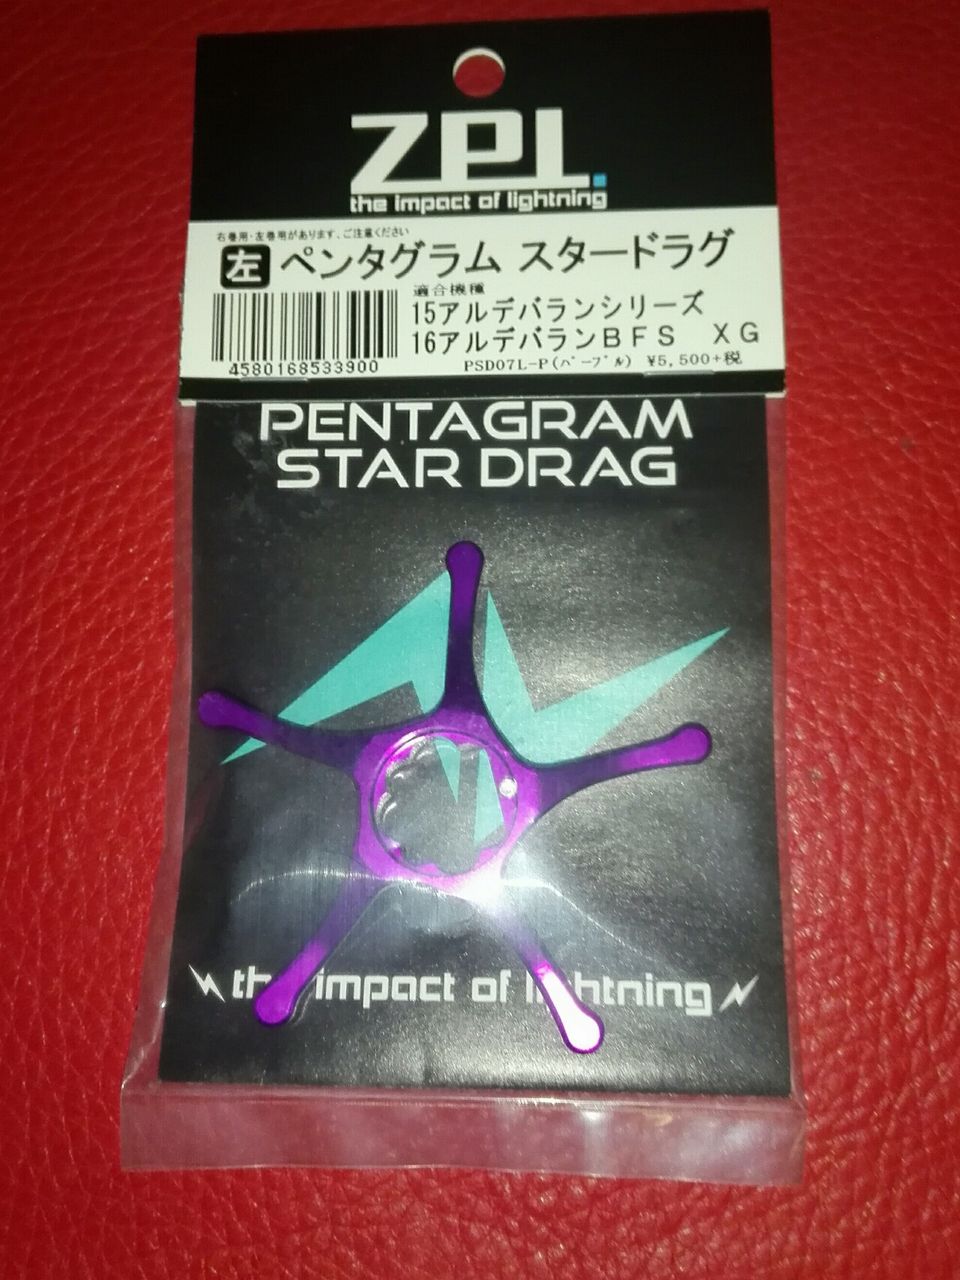 ZPL.
the impact of lightning
右巻用・左巻用があります、ご注意ください
左 ペンタグラム スタードラグ
適合機種
15アルデバランシリーズ
16アルデバランBFS XG
4580168533900
PSD07L-P(パープル) ¥5,500+税
PENTAGRAM
STAR DRAG
the impact of lightning